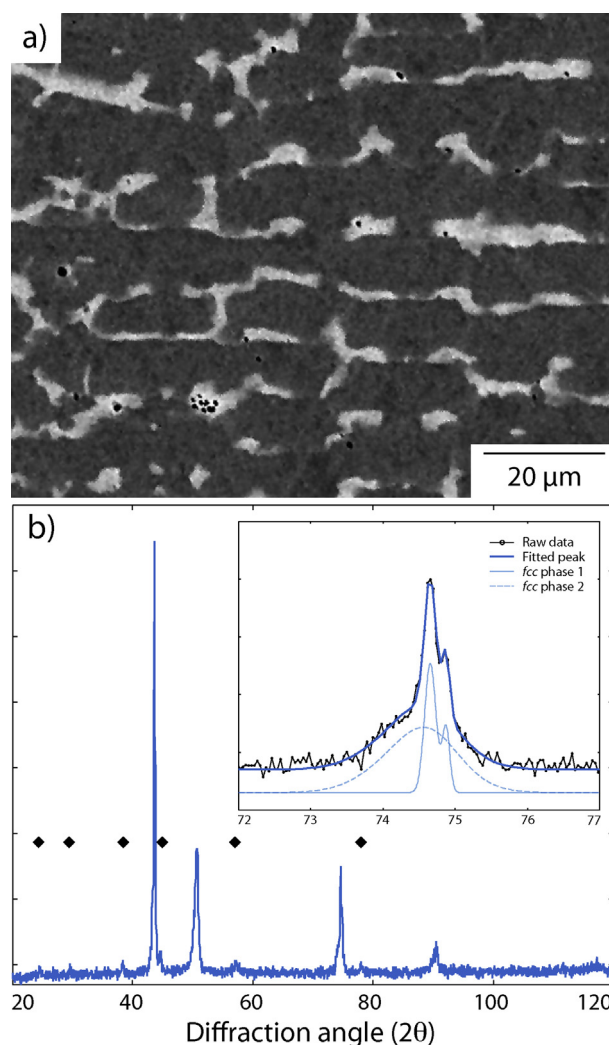 a)
20 µm
b)
Raw data
Fitted peak
fcc phase 1
fcc phase 2
72 73 74 75 76 77
20 40 60 80 100 120
Diffraction angle (2θ)